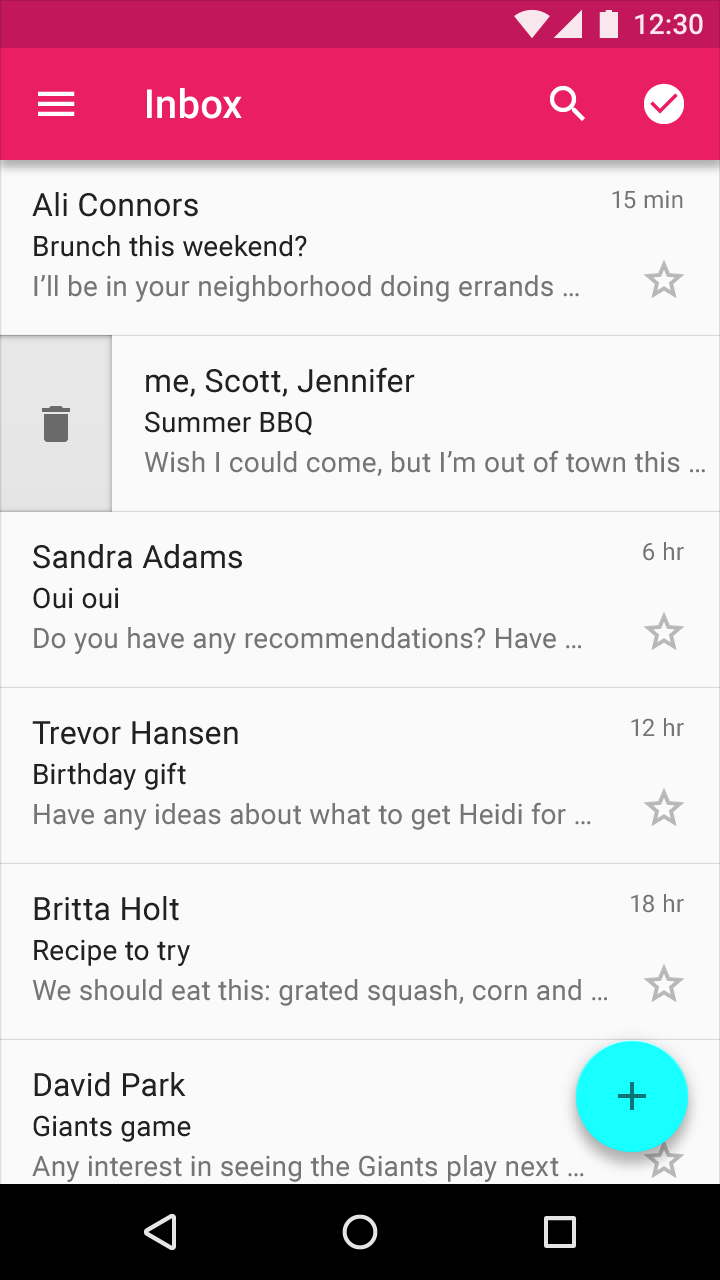 12:30
Inbox
Ali Connors
15 min
Brunch this weekend?
I’ll be in your neighborhood doing errands …
me, Scott, Jennifer
Summer BBQ
Wish I could come, but I’m out of town this …
Sandra Adams
6 hr
Oui oui
Do you have any recommendations? Have …
Trevor Hansen
12 hr
Birthday gift
Have any ideas about what to get Heidi for …
Britta Holt
18 hr
Recipe to try
We should eat this: grated squash, corn and …
David Park
Giants game
Any interest in seeing the Giants play next …